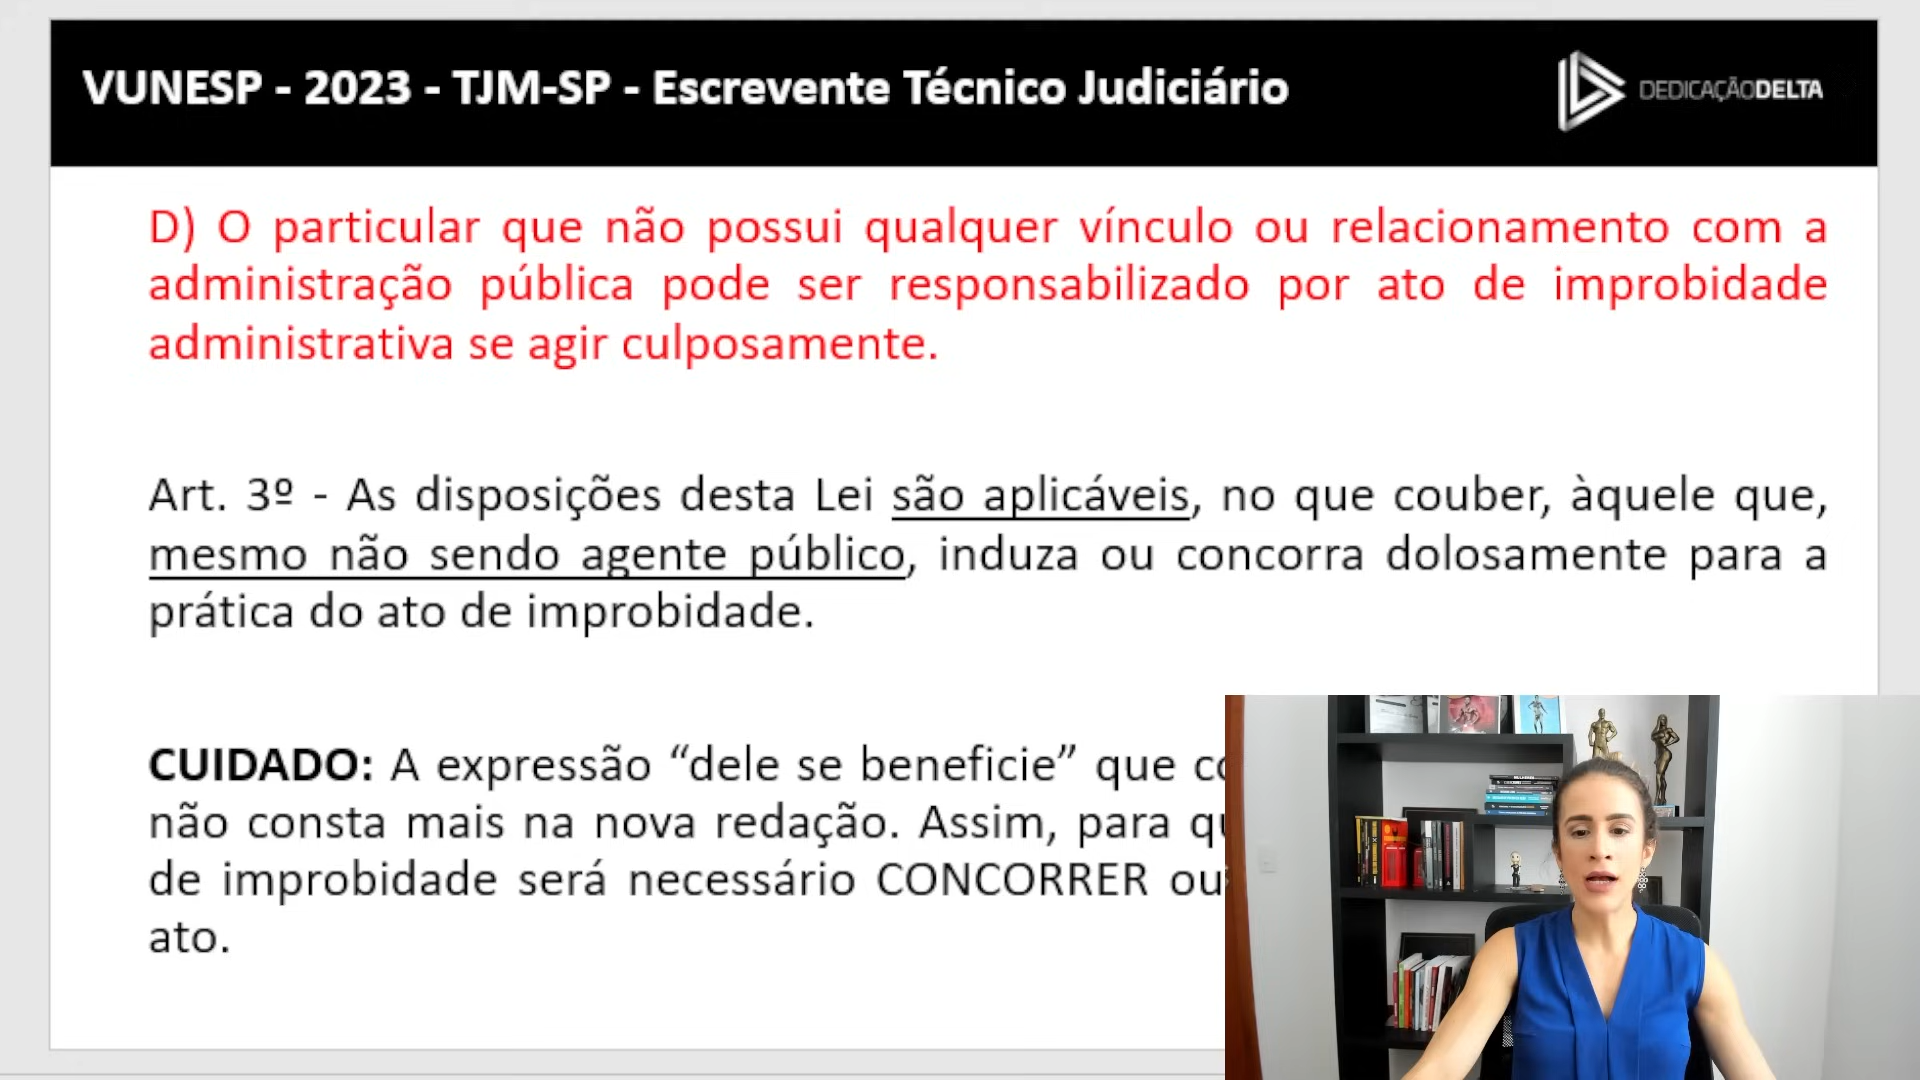 VUNESP - 2023 - TJM-SP - Escrevente Técnico Judiciário
DEDICAÇÃODELTA
D) O particular que não possui qualquer vínculo ou relacionamento com a
administração pública pode ser responsabilizado por ato de improbidade
administrativa se agir culposamente.
Art. 3º - As disposições desta Lei são aplicáveis, no que couber, àquele que,
mesmo não sendo agente público, induza ou concorra dolosamente para a
prática do ato de improbidade.
CUIDADO: A expressão “dele se beneficie” que
não consta mais na nova redação. Assim, para
de improbidade será necessário CONCORRER ou
ato.